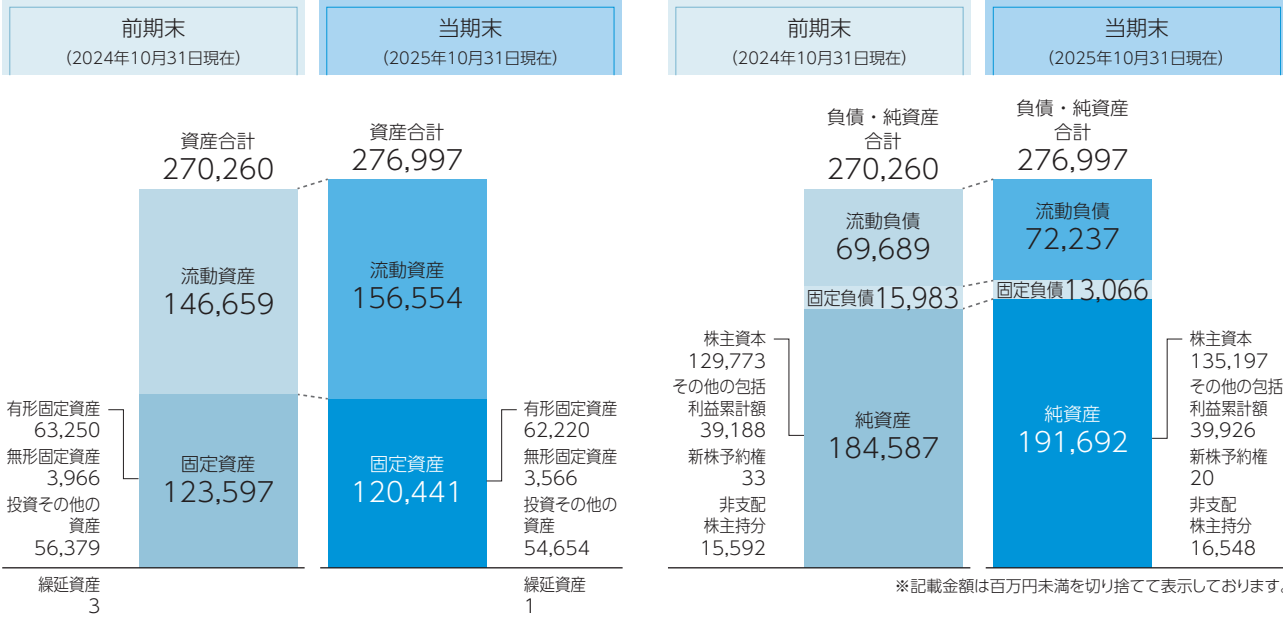 前期末
(2024年10月31日現在)
当期末
(2025年10月31日現在)
資産合計
270,260
資産合計
276,997
流動資産
146,659
流動資産
156,554
有形固定資産
63,250
無形固定資産
3,966
投資その他の
資産
56,379
固定資産
123,597
固定資産
120,441
有形固定資産
62,220
無形固定資産
3,566
投資その他の
資産
54,654
繰延資産
3
繰延資産
1
前期末
(2024年10月31日現在)
当期末
(2025年10月31日現在)
負債・純資産
合計
270,260
負債・純資産
合計
276,997
流動負債
69,689
流動負債
72,237
固定負債15,983
固定負債13,066
株主資本
129,773
その他の包括
利益累計額
39,188
新株予約権
33
非支配
株主持分
15,592
純資産
184,587
純資産
191,692
株主資本
135,197
その他の包括
利益累計額
39,926
新株予約権
20
非支配
株主持分
16,548
※記載金額は百万円未満を切り捨てて表示しております。